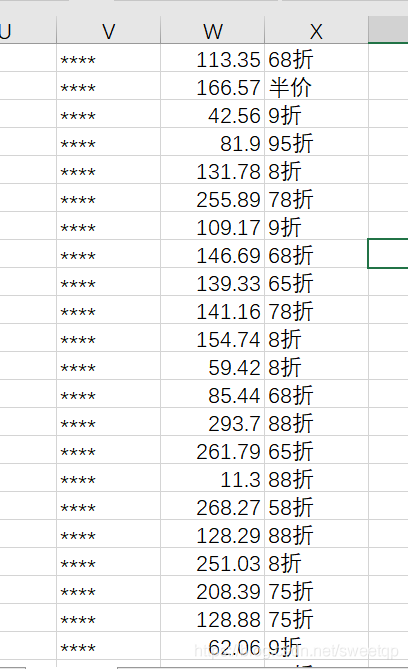 U V W X
**** 113.35 68折
**** 166.57 半价
**** 42.56 9折
**** 81.9 95折
**** 131.78 8折
**** 255.89 78折
**** 109.17 9折
**** 146.69 68折
**** 139.33 65折
**** 141.16 78折
**** 154.74 8折
**** 59.42 8折
**** 85.44 68折
**** 293.7 88折
**** 261.79 65折
**** 11.3 88折
**** 268.27 58折
**** 128.29 88折
**** 251.03 8折
**** 208.39 75折
**** 128.88 75折
**** 62.06 9折